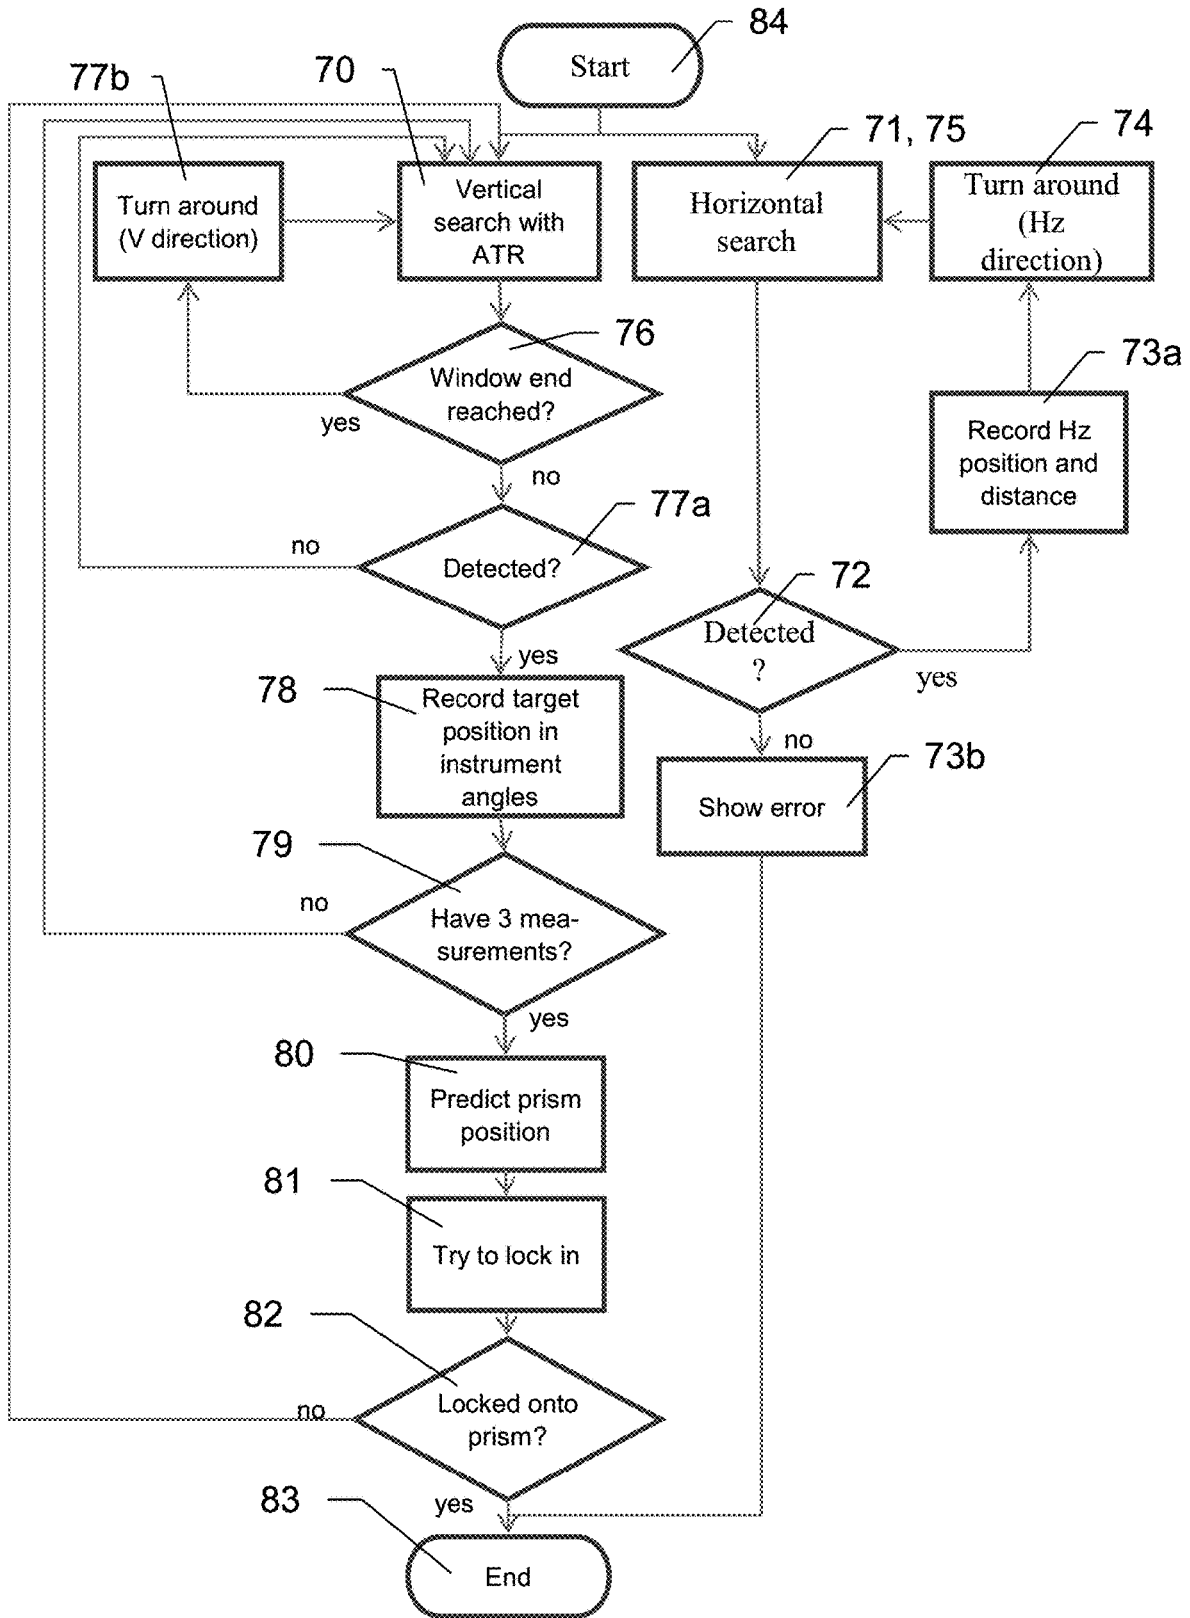 84
Start
77b
70
71, 75
74
Turn around
(V direction)
Vertical
search with
ATR
Horizontal
search
Turn around
(Hz
direction)
76
Window end
reached?
yes
no
73a
Record Hz
position and
distance
77a
Detected?
no
yes
72
Detected
?
yes
no
78
Record target
position in
instrument
angles
73b
Show error
79
Have 3 mea-
surements?
no
yes
80
Predict prism
position
81
Try to lock in
82
Locked onto
prism?
no
yes
83
End